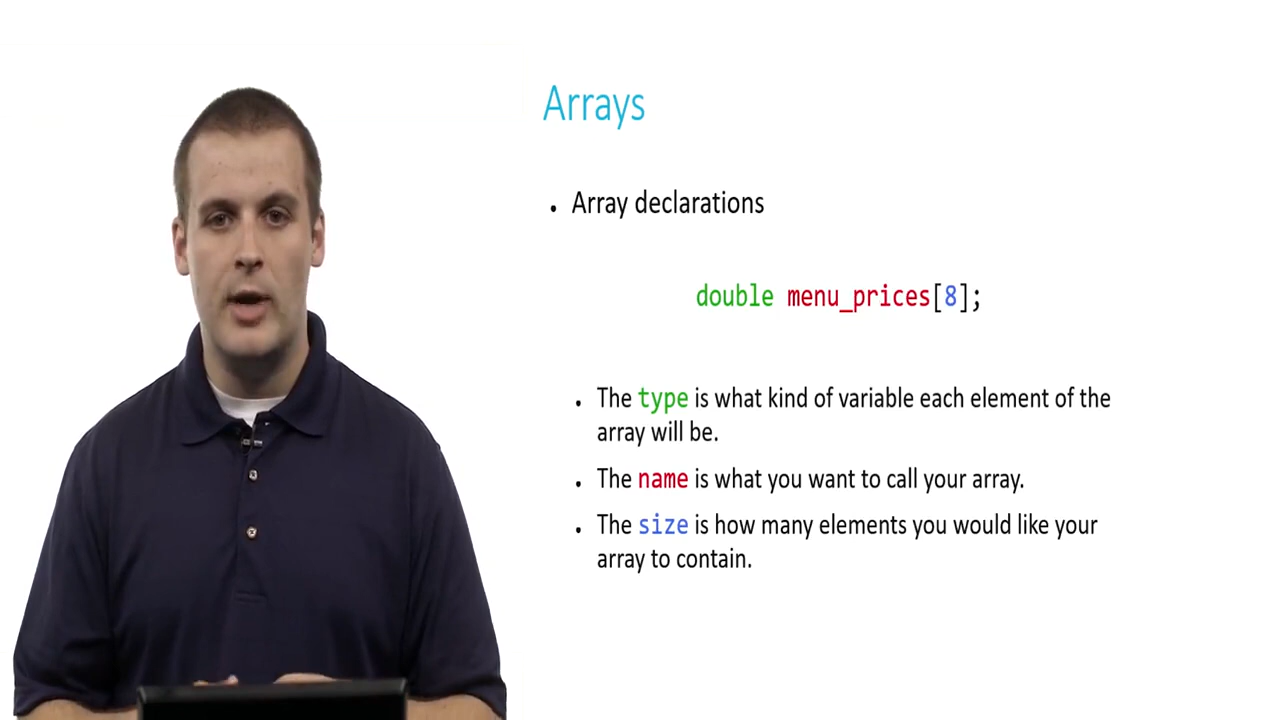 Arrays
• Array declarations
double menu_prices[8];
• The type is what kind of variable each element of the
array will be.
• The name is what you want to call your array.
• The size is how many elements you would like your
array to contain.